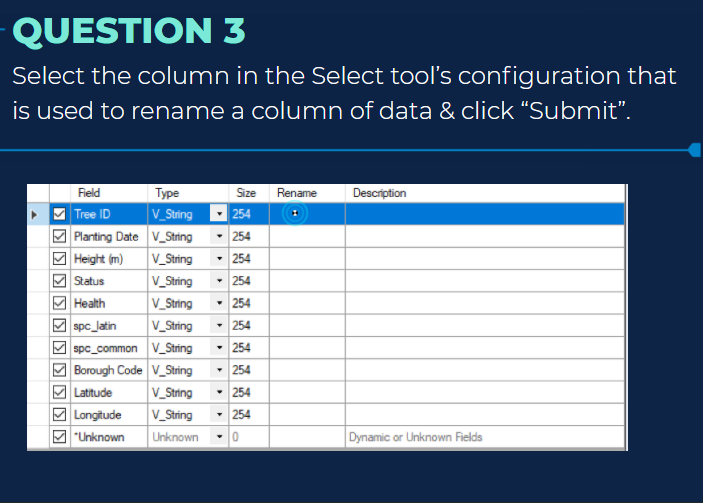 QUESTION 3
Select the column in the Select tool's configuration that
is used to rename a column of data & click “Submit”.
Field Type Size Rename Description
Tree ID V_String 254
Planting Date V_String 254
Height (m) V_String 254
Status V_String 254
Health V_String 254
spc_latin V_String 254
spc_common V_String 254
Borough Code V_String 254
Latitude V_String 254
Longitude V_String 254
*Unknown Unknown 0 Dynamic or Unknown Fields